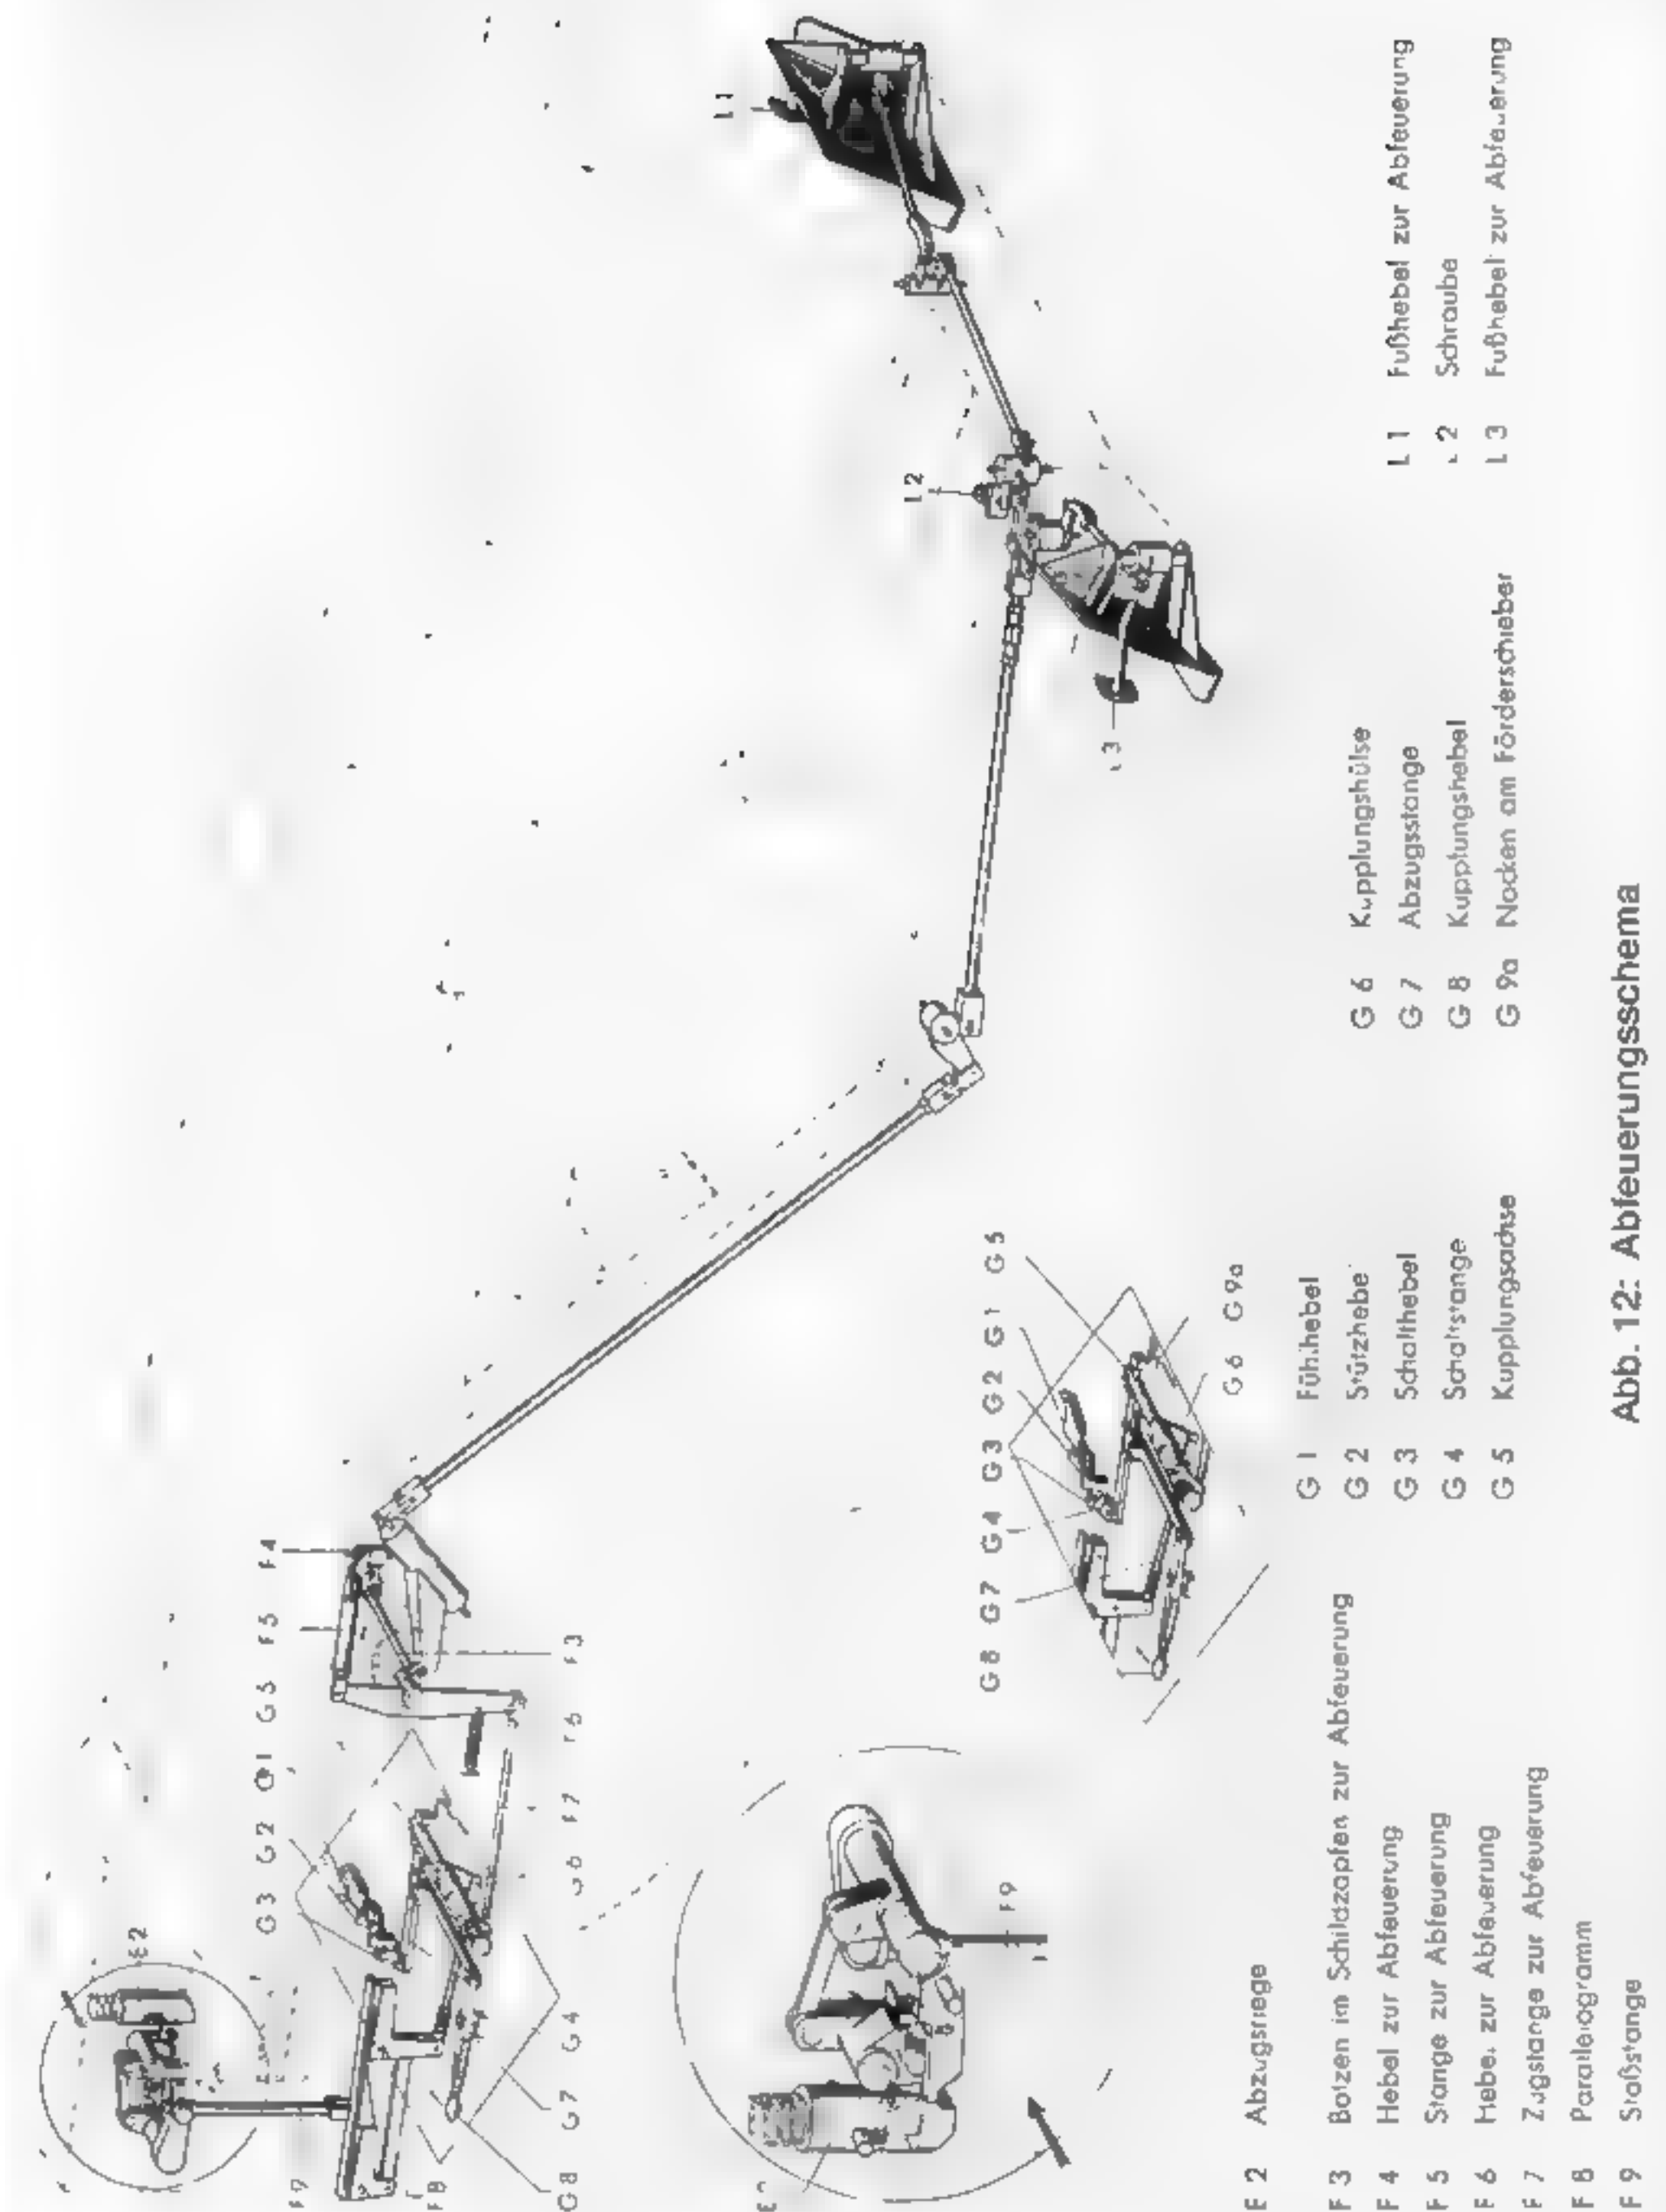 E 2
G 3 G 2 G 1 G 5 F 5 F 4
F 9
F 8
G 8 G 7 G 4 G 6 F 7 F 6 F 3
L 1
L 2
L 3
F 9
G 8 G 7 G 4 G 3 G 2 G 1 G 5
G 6 G 9a
E 2 Abzugsriegel
F 3 Bolzen im Schildzapfen zur Abfeuerung
F 4 Hebel zur Abfeuerung
F 5 Stange zur Abfeuerung
F 6 Hebel zur Abfeuerung
F 7 Zugstange zur Abfeuerung
F 8 Parallelogramm
F 9 Stoßstange
G 1 Fühlhebel
G 2 Stützhebel
G 3 Schalthebel
G 4 Schaltstange
G 5 Kupplungsachse
G 6 Kupplungshülse
G 7 Abzugsstange
G 8 Kupplungshebel
G 9a Nocken am Förderschieber
L 1 Fußhebel zur Abfeuerung
L 2 Schraube
L 3 Fußhebel zur Abfeuerung
Abb. 12: Abfeuerungsschema